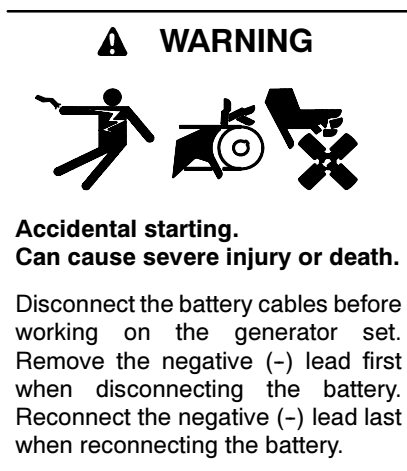 WARNING
Accidental starting.
Can cause severe injury or death.
Disconnect the battery cables before
working on the generator set.
Remove the negative (–) lead first
when disconnecting the battery.
Reconnect the negative (–) lead last
when reconnecting the battery.